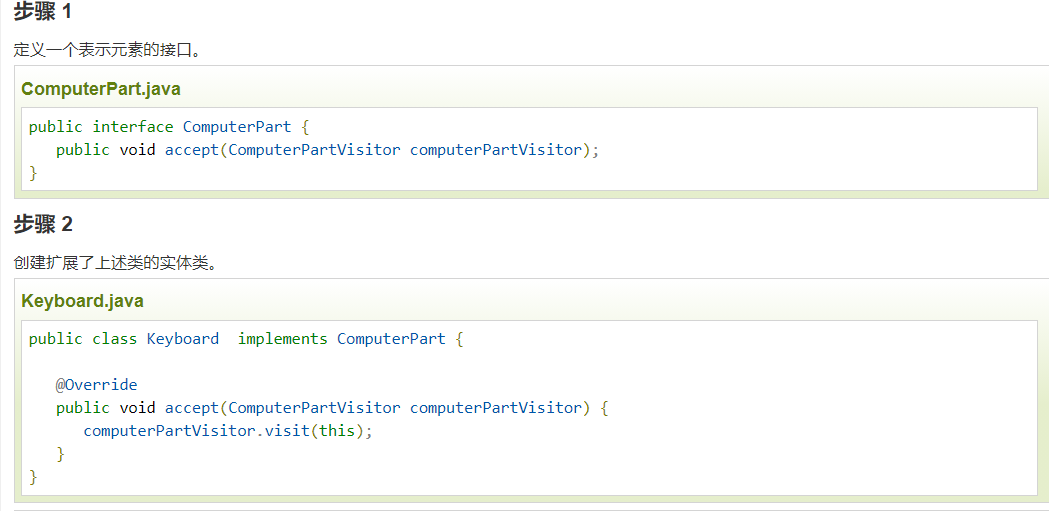 步骤 1
定义一个表示元素的接口。
ComputerPart.java
public interface ComputerPart {
   public void accept(ComputerPartVisitor computerPartVisitor);
}
步骤 2
创建扩展了上述类的实体类。
Keyboard.java
public class Keyboard  implements ComputerPart {
   @Override
   public void accept(ComputerPartVisitor computerPartVisitor) {
      computerPartVisitor.visit(this);
   }
}